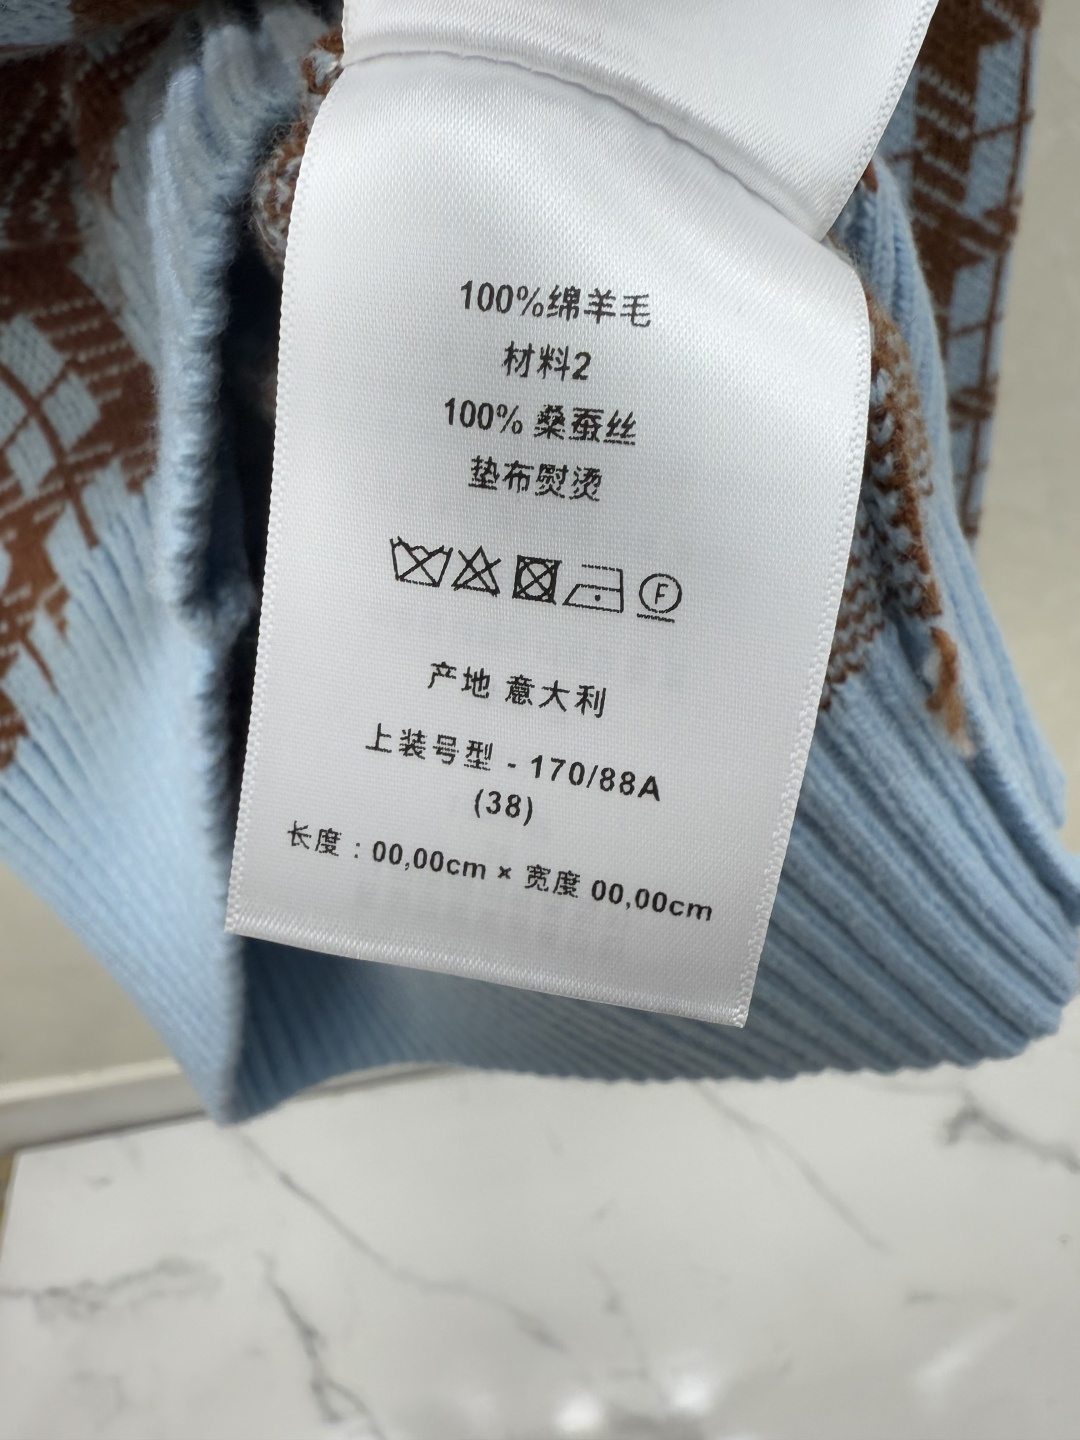 100%绵羊毛
材料2
100% 桑蚕丝
垫布熨烫
F
产地 意大利
上装号型 - 170/88A
(38)
长度：00,00cm × 宽度 00,00cm